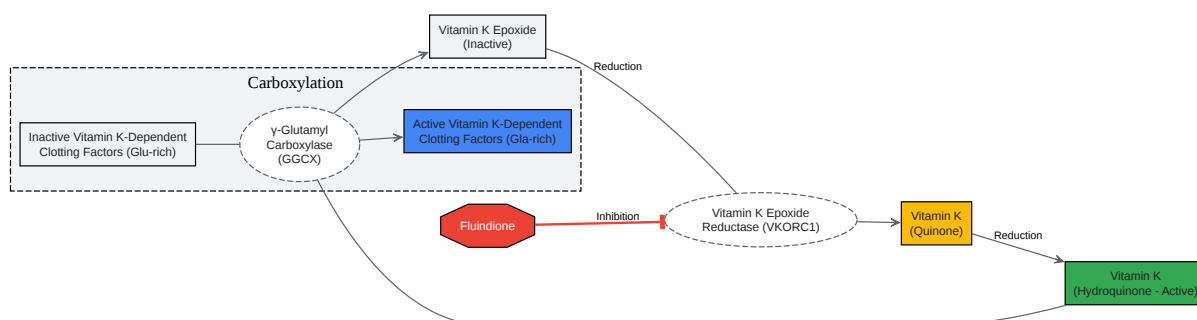 Vitamin K Epoxide
(Inactive)
Reduction
Carboxylation
Inactive Vitamin K-Dependent
Clotting Factors (Glu-rich)
γ-Glutamyl
Carboxylase
(GGCX)
Active Vitamin K-Dependent
Clotting Factors (Gla-rich)
Fluindione
Inhibition
Vitamin K Epoxide
Reductase (VKORC1)
Vitamin K
(Quinone)
Reduction
Vitamin K
(Hydroquinone - Active)